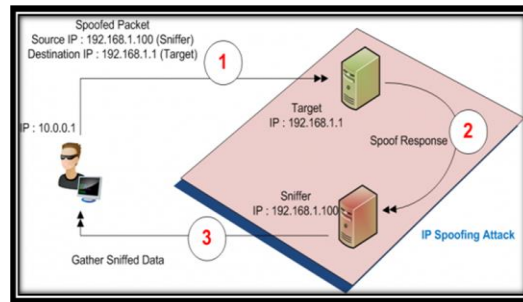 Spoofed Packet
Source IP : 192.168.1.100 (Sniffer)
Destination IP : 192.168.1.1 (Target)
1
IP : 10.0.0.1
Target
IP : 192.168.1.1
2
Spoof Response
Sniffer
IP : 192.168.1.100
3
Gather Sniffed Data
IP Spoofing Attack